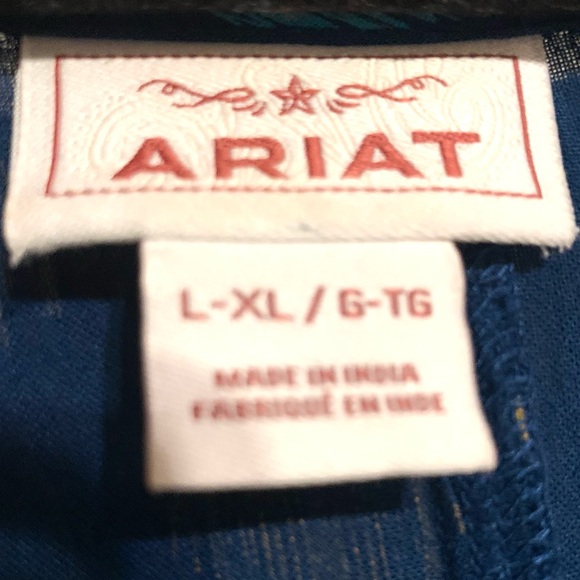 ARIAT
L-XL / G-TG
MADE IN INDIA
FABRIQUÉ EN INDE